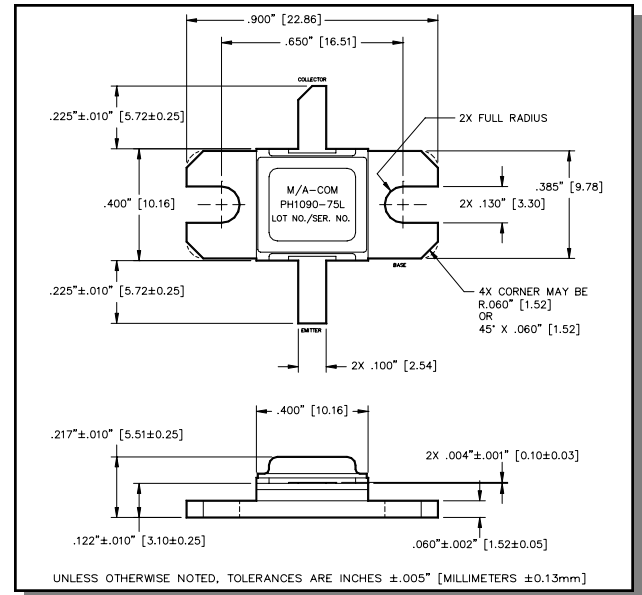 .900" [22.86]
.650" [16.51]
COLLECTOR
.225"±.010" [5.72±0.25]
2X FULL RADIUS
M/A-COM
PH1090-75L
LOT NO./SER. NO.
.400" [10.16]
2X .130" [3.30]
.385" [9.78]
BASE
.225"±.010" [5.72±0.25]
4X CORNER MAY BE
R.060" [1.52]
OR
45° X .060" [1.52]
EMITTER
2X .100" [2.54]
.400" [10.16]
.217"±.010" [5.51±0.25]
2X .004"±.001" [0.10±0.03]
.122"±.010" [3.10±0.25]
.060"±.002" [1.52±0.05]
UNLESS OTHERWISE NOTED, TOLERANCES ARE INCHES ±.005" [MILLIMETERS ±0.13mm]